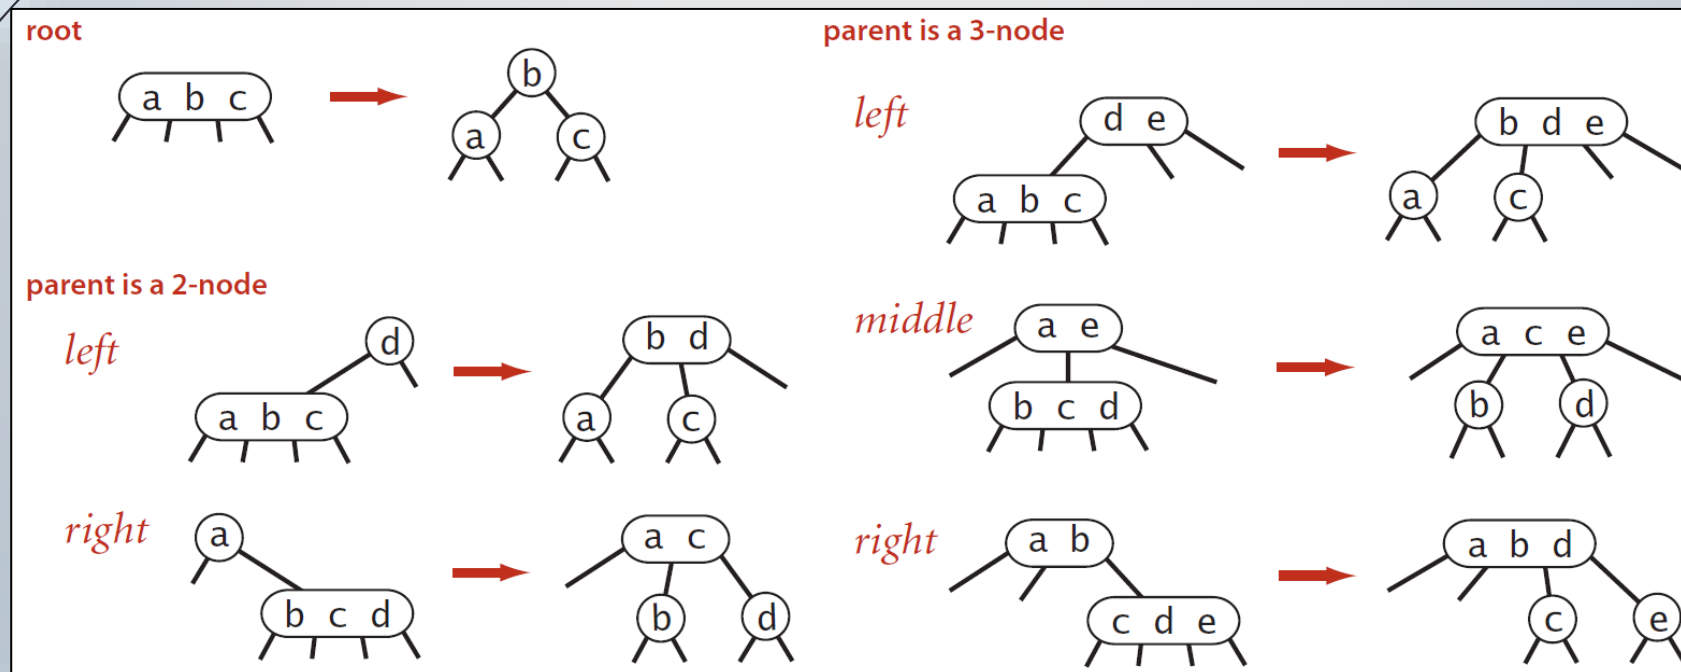 root
a b c
b
a
c
parent is a 2-node
left
d
a b c
b d
a
c
right
a
b c d
a c
b
d
parent is a 3-node
left
d e
a b c
b d e
a
c
middle
a e
b c d
a c e
b
d
right
a b
c d e
a b d
c
e